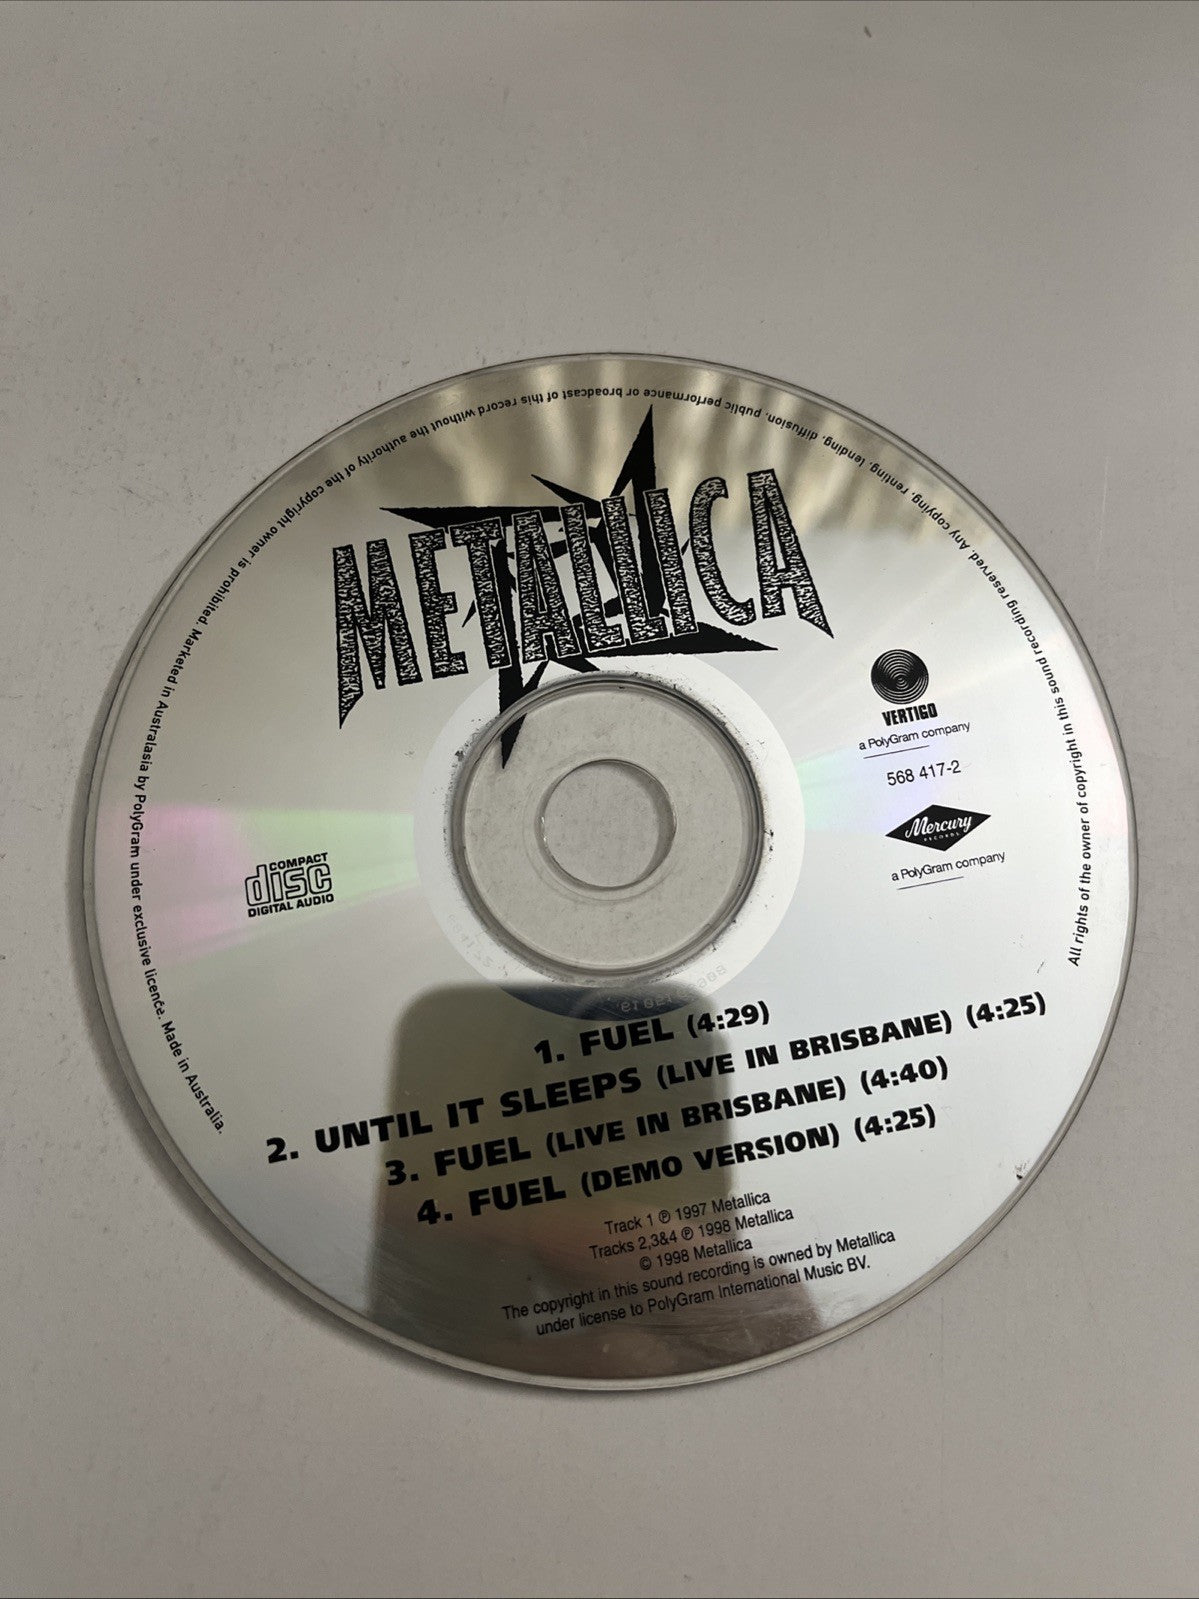 METALLICA
VERTIGO
a PolyGram company
568 417-2
Mercury
RECORDS
a PolyGram company
COMPACT
disc
DIGITAL AUDIO
1. FUEL (4:29)
2. UNTIL IT SLEEPS (LIVE IN BRISBANE) (4:25)
3. FUEL (LIVE IN BRISBANE) (4:40)
4. FUEL (DEMO VERSION) (4:25)
Track 1 ℗ 1997 Metallica
Tracks 2,3&4 ℗ 1998 Metallica
© 1998 Metallica
The copyright in this sound recording is owned by Metallica
under license to PolyGram International Music BV.
All rights of the owner of copyright in this sound recording reserved. Any copying, renting, lending, diffusion, public performance or broadcast of this record without the authority of the copyright owner is prohibited. Marketed in Australasia by PolyGram under exclusive licence. Made in Australia.